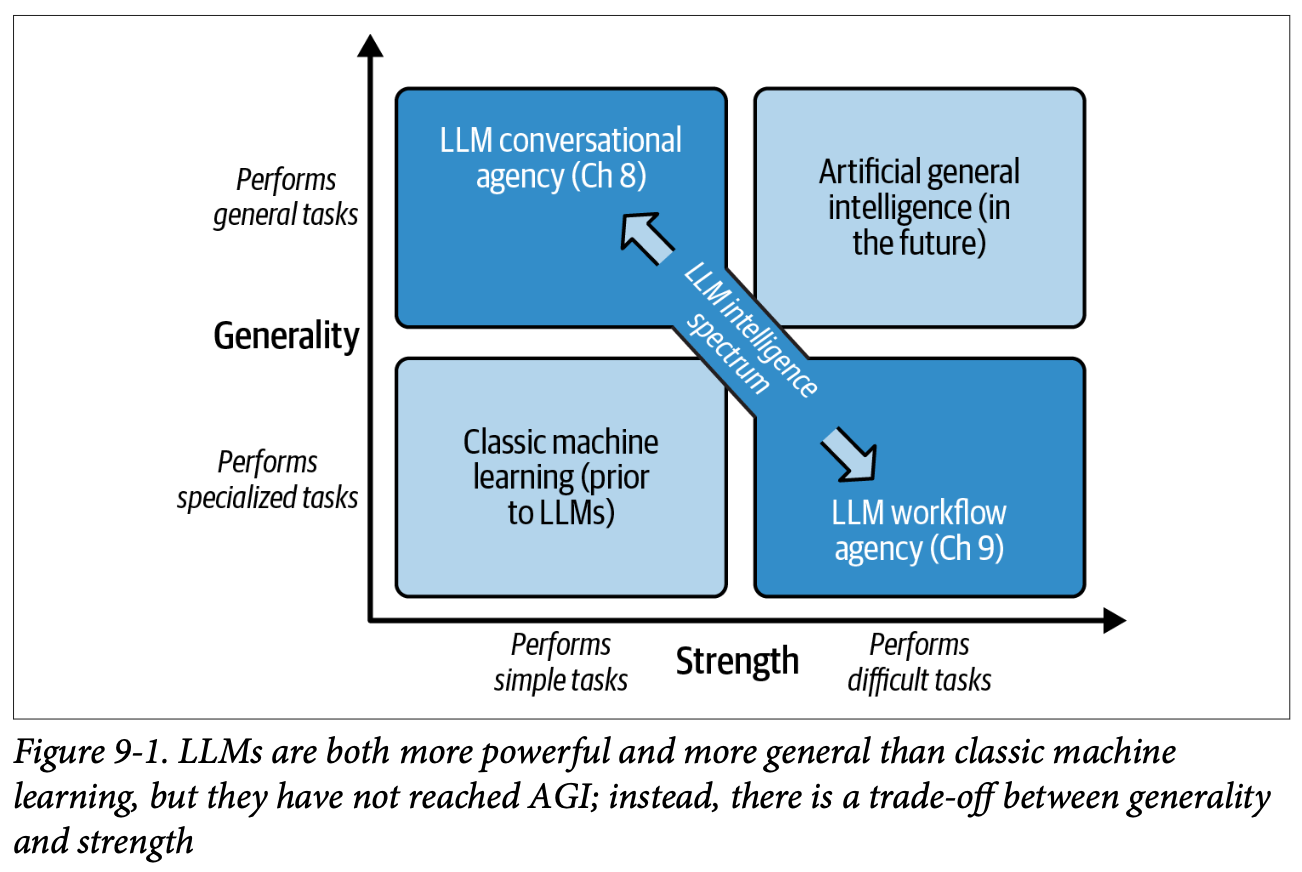 LLM conversational
agency (Ch 8)
Artificial general
intelligence (in
the future)
Performs
general tasks
LLM intelligence
spectrum
Generality
Classic machine
learning (prior
to LLMs)
Performs
specialized tasks
LLM workflow
agency (Ch 9)
Performs
simple tasks
Strength
Performs
difficult tasks
Figure 9-1. LLMs are both more powerful and more general than classic machine
learning, but they have not reached AGI; instead, there is a trade-off between generality
and strength